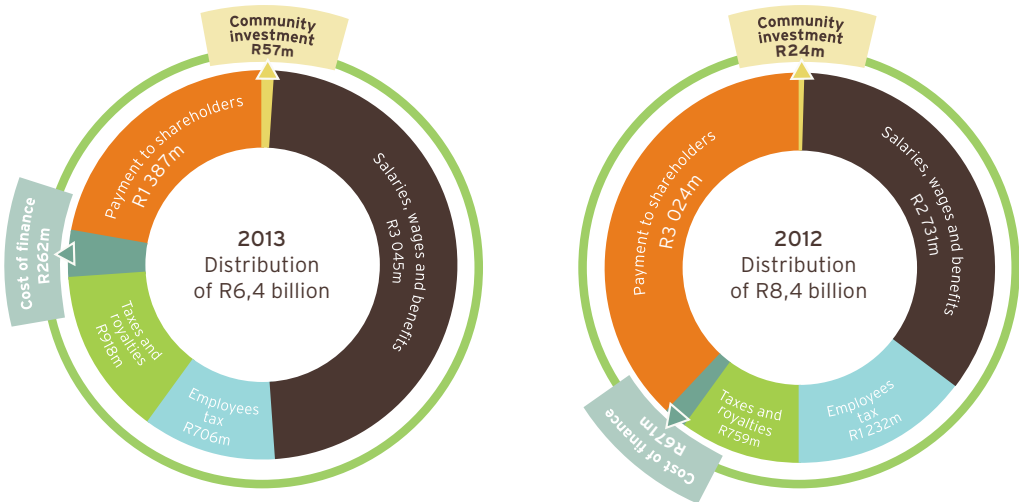 Community
investment
R57m
Payment to shareholders
R1 387m
Salaries, wages and benefits
R3 045m
Cost of finance
R262m
2013
Distribution
of R6,4 billion
Taxes and
royalties
R918m
Employees
tax
R706m
Community
investment
R24m
Payment to shareholders
R3 024m
Salaries, wages and benefits
R2 731m
2012
Distribution
of R8,4 billion
Cost of finance
R671m
Taxes and
royalties
R759m
Employees
tax
R1 232m